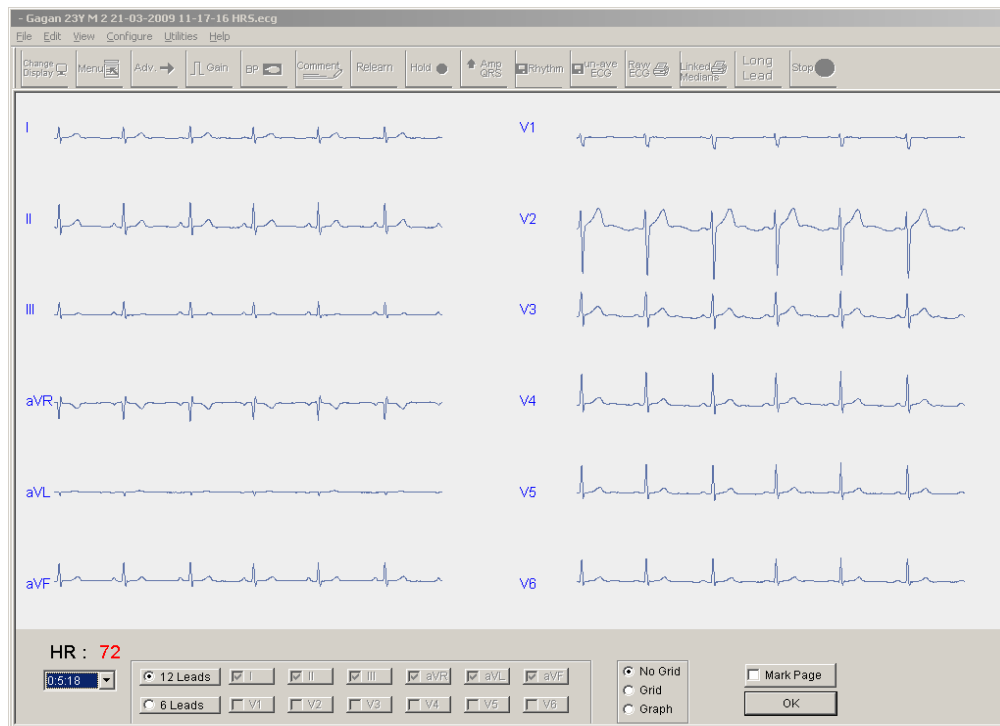 - Gagan 23Y M 2 21-03-2009 11-17-16 HRS.ecg
File Edit View Configure Utilities Help
Change Display Menu Adv. Gain BP Comment Relearn Hold Amp QRS Rhythm un-ave ECG Raw ECG Linked Medians Long Lead Stop
I V1
II V2
III V3
aVR V4
aVL V5
aVF V6
HR : 72
0:5:18
12 Leads I II III aVR aVL aVF
6 Leads V1 V2 V3 V4 V5 V6
No Grid
Grid
Graph
Mark Page
OK